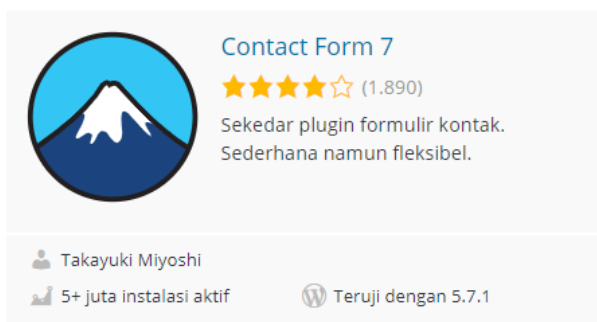 Contact Form 7
(1.890)
Sekedar plugin formulir kontak.
Sederhana namun fleksibel.
Takayuki Miyoshi
5+ juta instalasi aktif
Teruji dengan 5.7.1